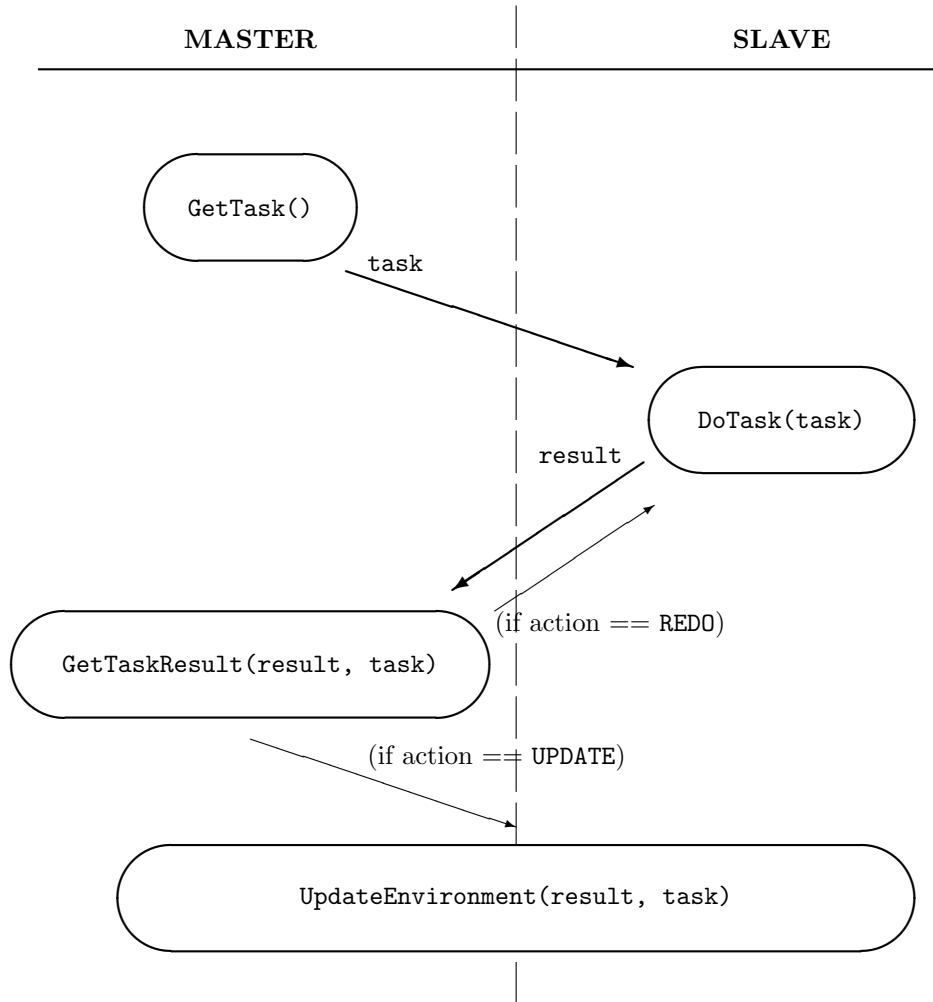 MASTER
SLAVE
GetTask()
task
DoTask(task)
result
(if action == REDO)
GetTaskResult(result, task)
(if action == UPDATE)
UpdateEnvironment(result, task)